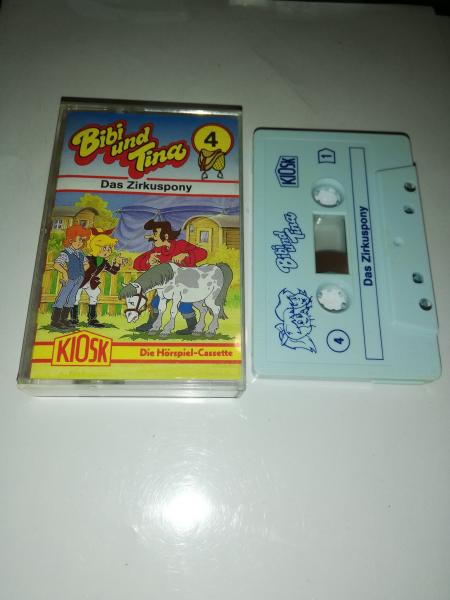 Bibi
und
Tina
4
Das Zirkuspony
KIOSK
Die Hörspiel-Cassette
KIOSK
1
Bibi und
Tina
4
Das Zirkuspony